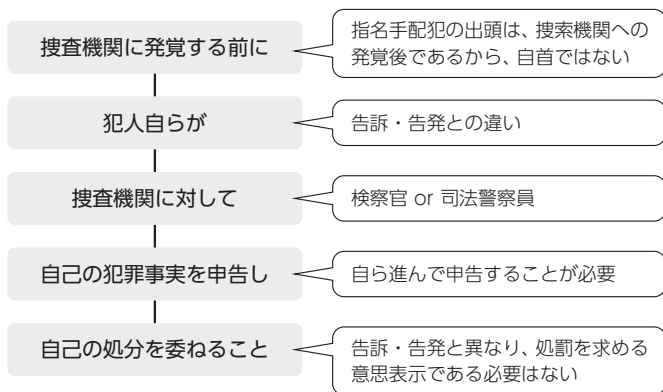 捜査機関に発覚する前に
指名手配犯の出頭は、捜索機関への
発覚後であるから、自首ではない
犯人自らが
告訴・告発との違い
捜査機関に対して
検察官 or 司法警察員
自己の犯罪事実を申告し
自ら進んで申告することが必要
自己の処分を委ねること
告訴・告発と異なり、処罰を求める
意思表示である必要はない